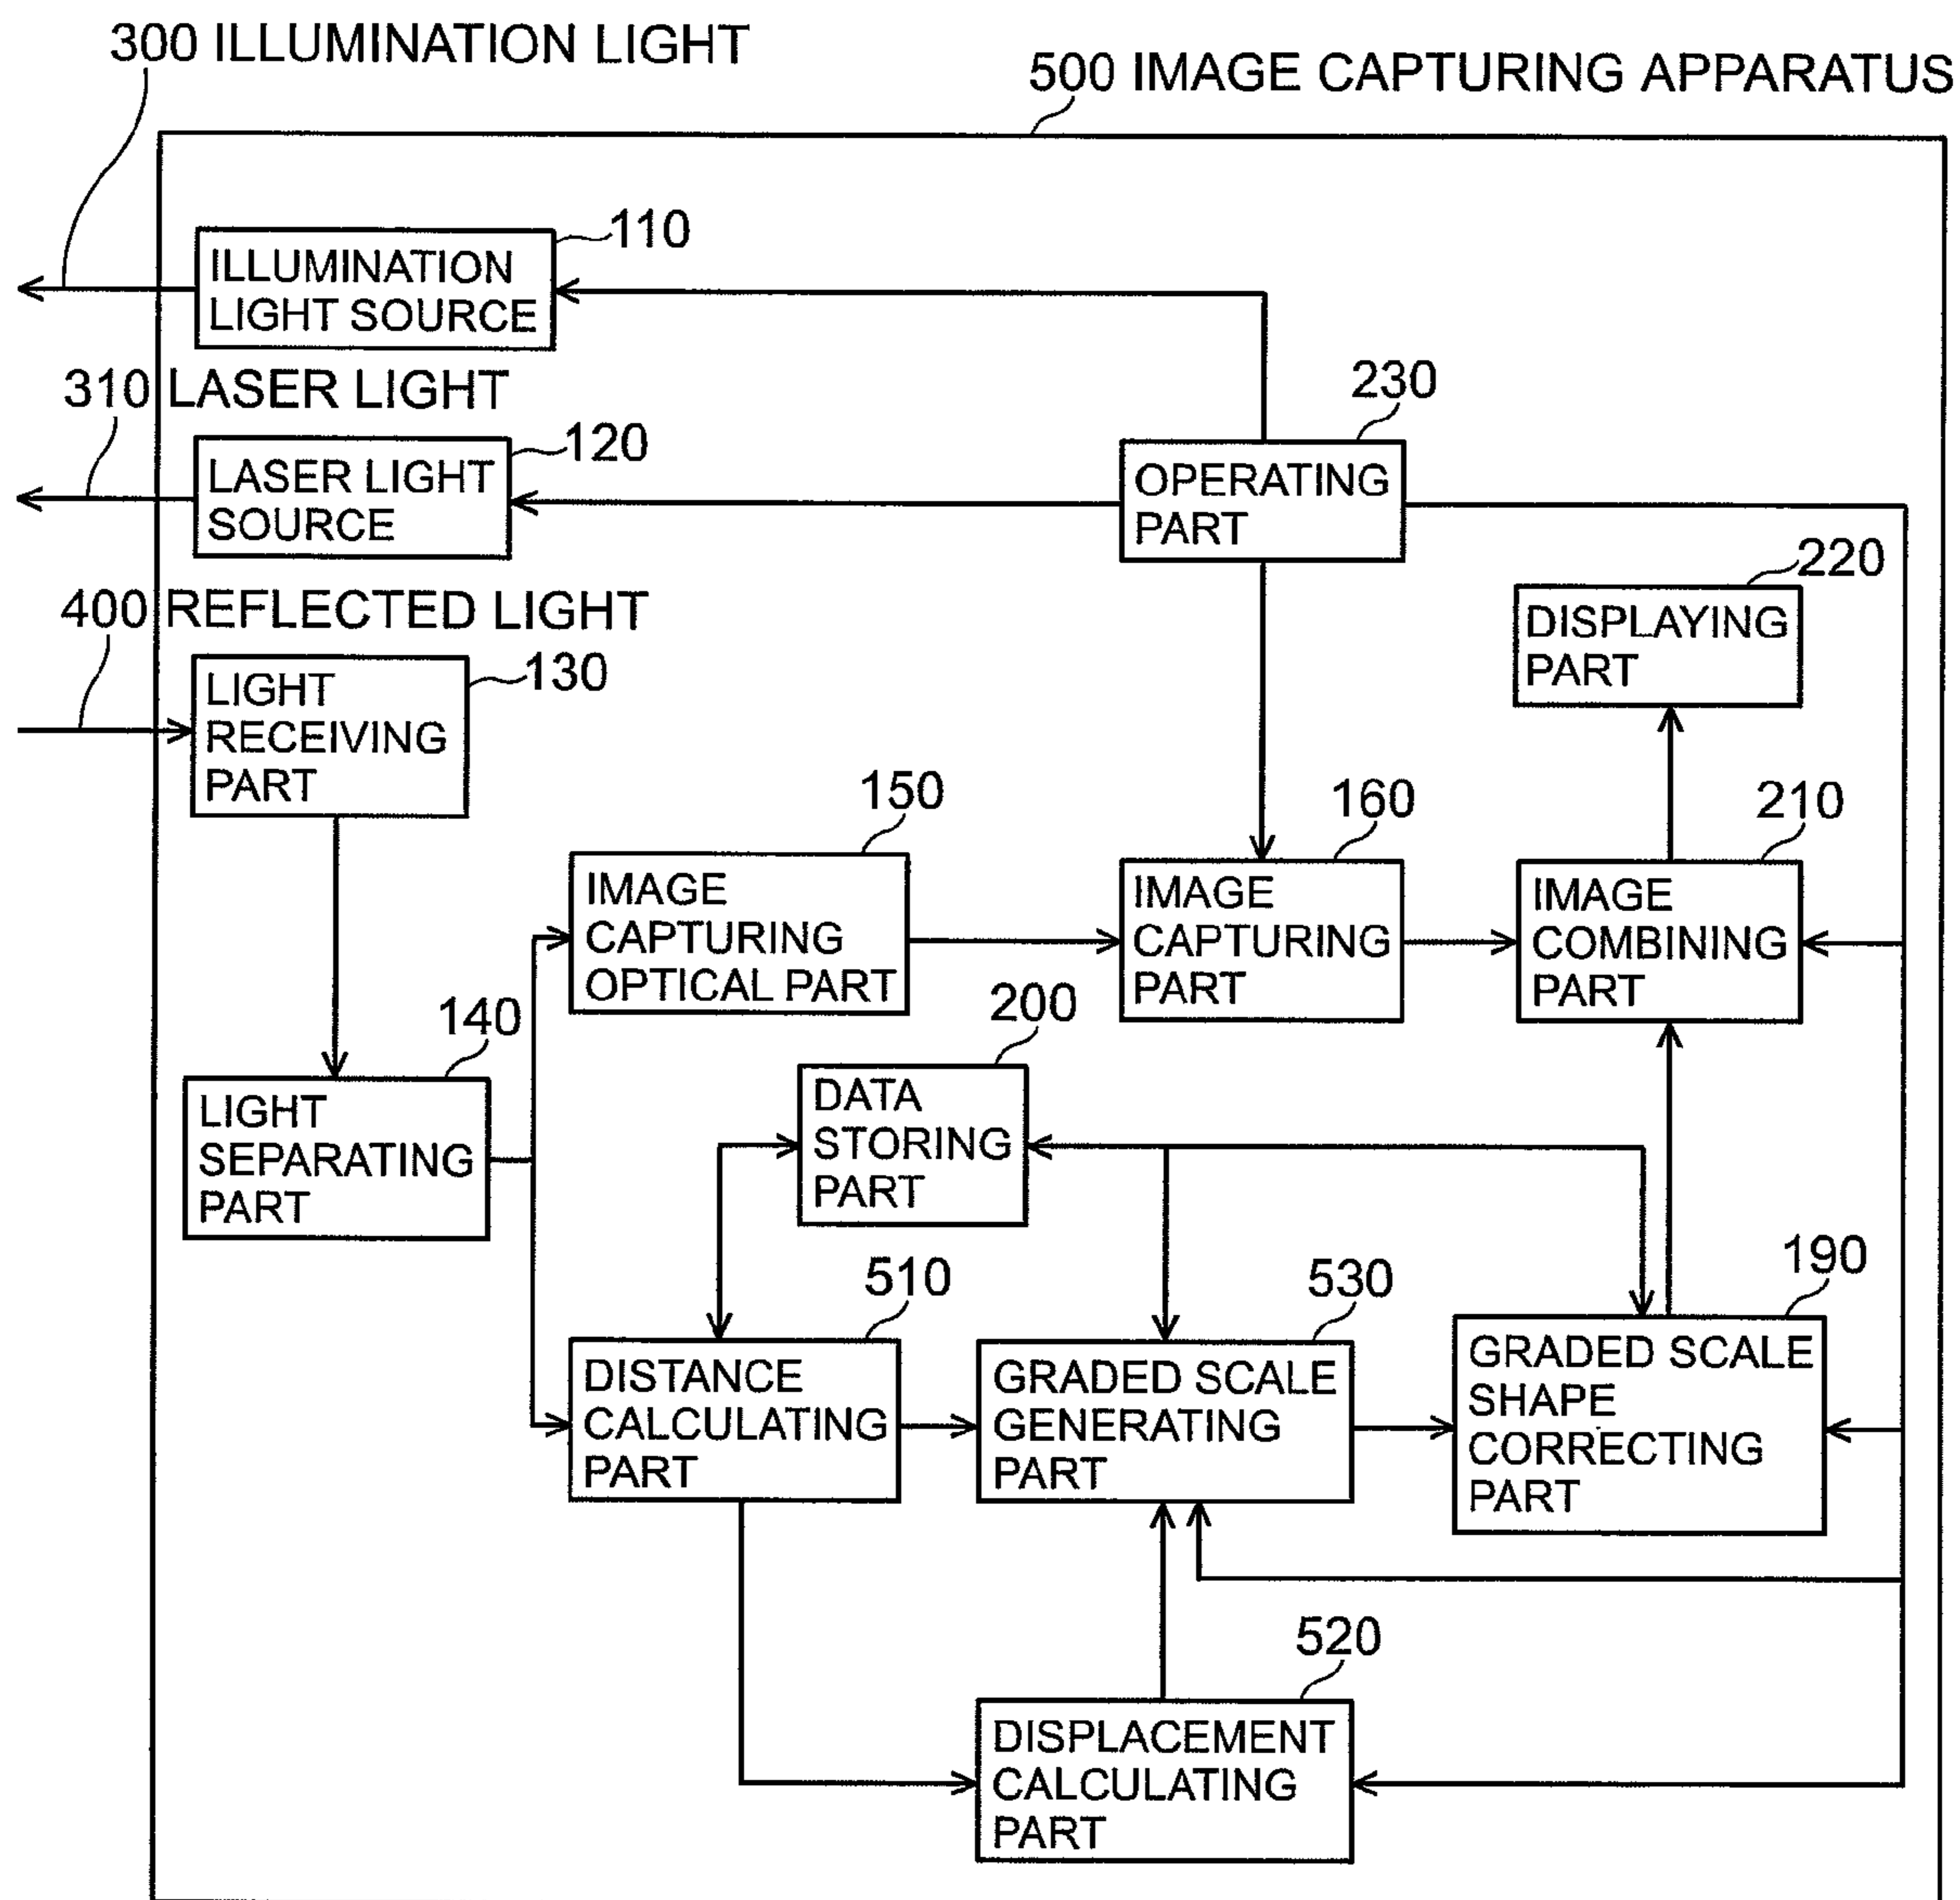 300 ILLUMINATION LIGHT
500 IMAGE CAPTURING APPARATUS
110
ILLUMINATION
LIGHT SOURCE
310 LASER LIGHT
230
120
LASER LIGHT
SOURCE
OPERATING
PART
220
400 REFLECTED LIGHT
DISPLAYING
PART
130
LIGHT
RECEIVING
PART
150
160
210
IMAGE
CAPTURING
OPTICAL PART
IMAGE
CAPTURING
PART
IMAGE
COMBINING
PART
140
200
LIGHT
SEPARATING
PART
DATA
STORING
PART
510
530
190
DISTANCE
CALCULATING
PART
GRADED SCALE
GENERATING
PART
GRADED SCALE
SHAPE
CORRECTING
PART
520
DISPLACEMENT
CALCULATING
PART